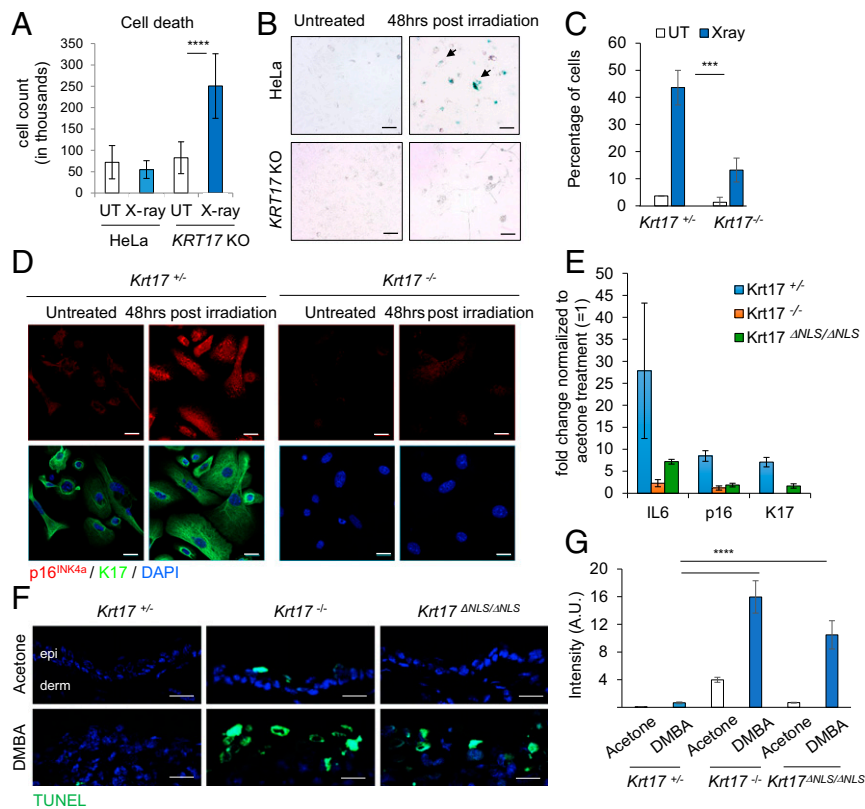 A
Cell death
cell count
(in thousands)
350
300
250
200
150
100
50
0
****
UT X-ray UT X-ray
HeLa KRT17 KO
B
Untreated 48hrs post irradiation
HeLa
KRT17 KO
C
UT Xray
Percentage of cells
60
50
40
30
20
10
0
***
Krt17 +/- Krt17-/-
D
Krt17 +/- Krt17 -/-
Untreated 48hrs post irradiation Untreated 48hrs post irradiation
p16INK4a / K17 / DAPI
E
fold change normalized to
acetone treatment (=1)
50
45
40
35
30
25
20
15
10
5
0
Krt17 +/-
Krt17 -/-
Krt17 ΔNLS/ΔNLS
IL6 p16 K17
F
Krt17 +/- Krt17 -/- Krt17 ΔNLS/ΔNLS
Acetone
epi
derm
DMBA
TUNEL
G
****
Intensity (A.U.)
20
16
12
8
4
Acetone DMBA Acetone DMBA Acetone DMBA
Krt17 +/- Krt17 -/- Krt17ΔNLS/ΔNLS